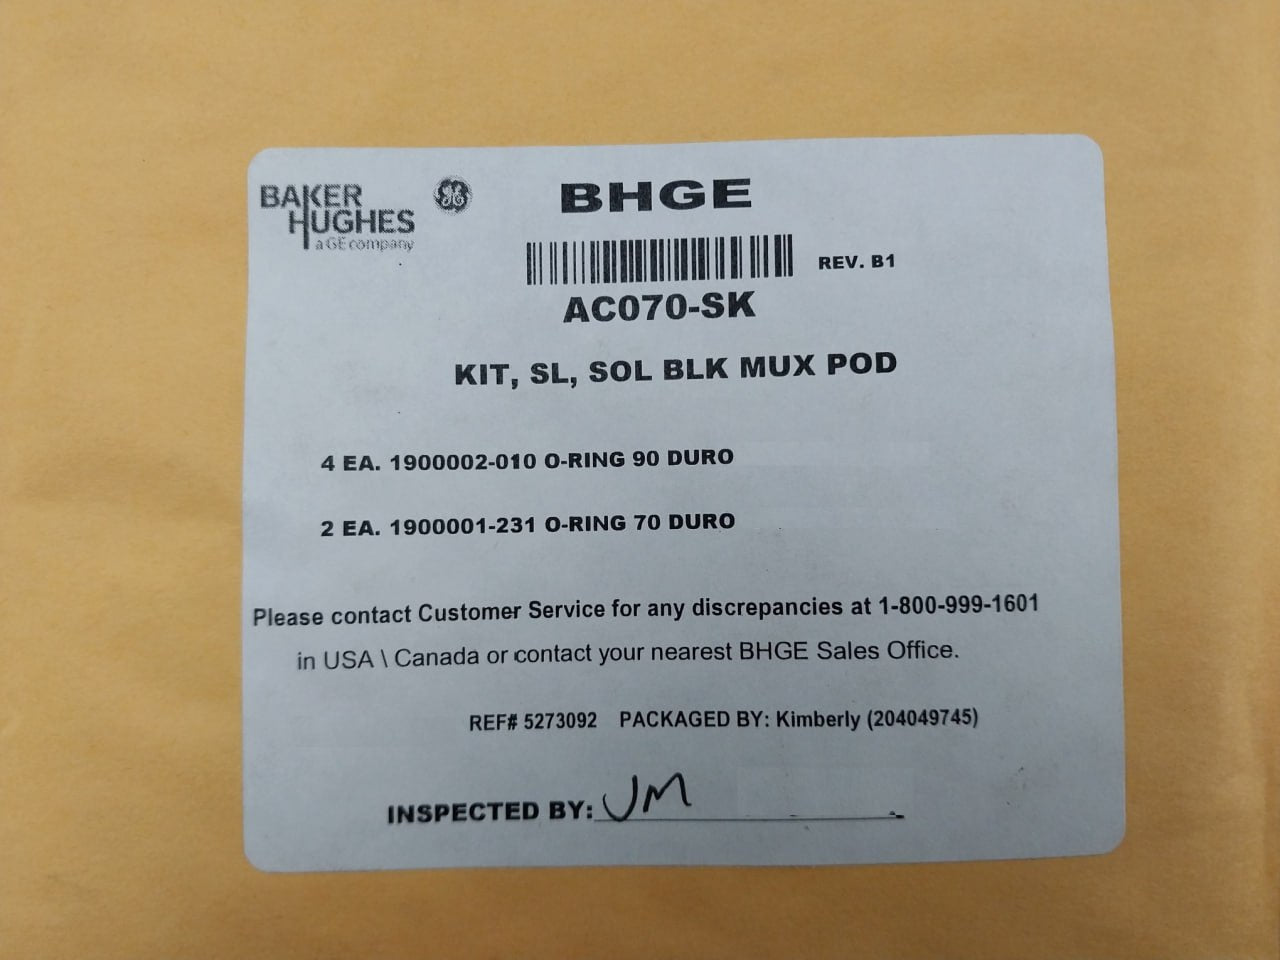 BAKER
HUGHES
a GE company
GE
BHGE
REV. B1
AC070-SK
KIT, SL, SOL BLK MUX POD
4 EA. 1900002-010 O-RING 90 DURO
2 EA. 1900001-231 O-RING 70 DURO
Please contact Customer Service for any discrepancies at 1-800-999-1601
in USA \ Canada or contact your nearest BHGE Sales Office.
REF# 5273092 PACKAGED BY: Kimberly (204049745)
INSPECTED BY: JM